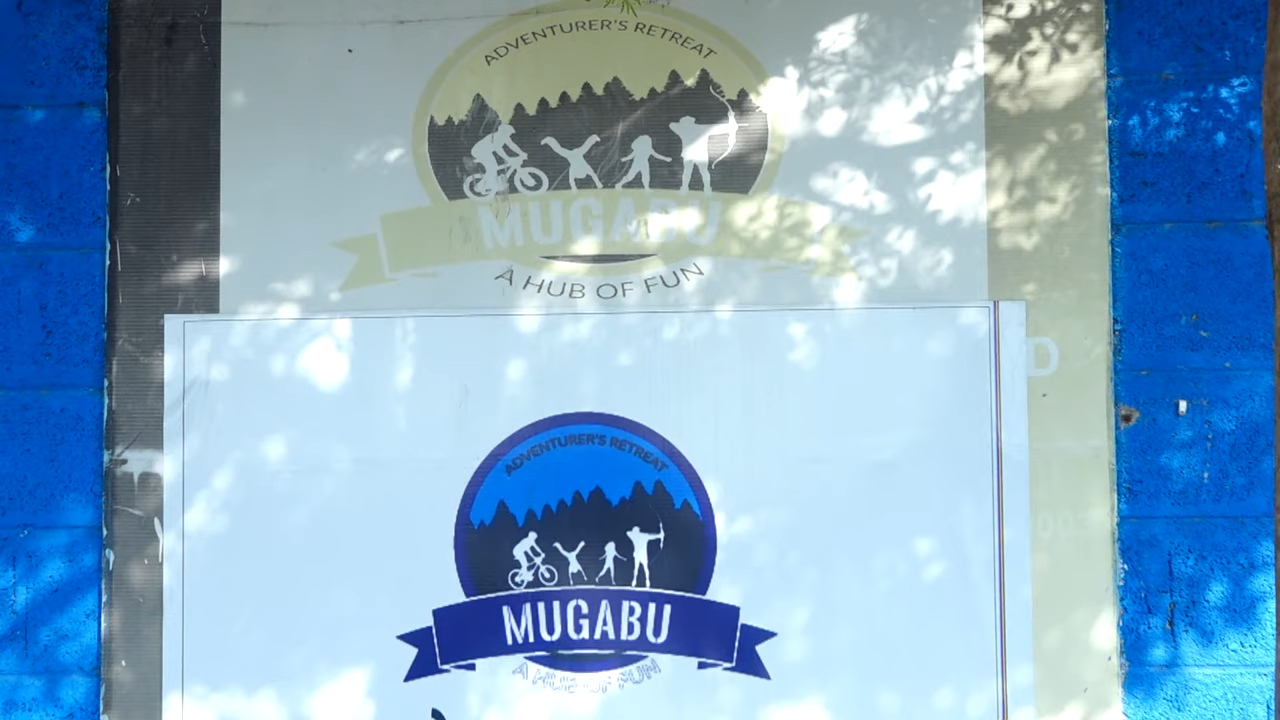 ADVENTURER'S RETREAT
MUGABU
A HUB OF FUN
D
ADVENTURER'S RETREAT
MUGABU
A HUB OF FUN